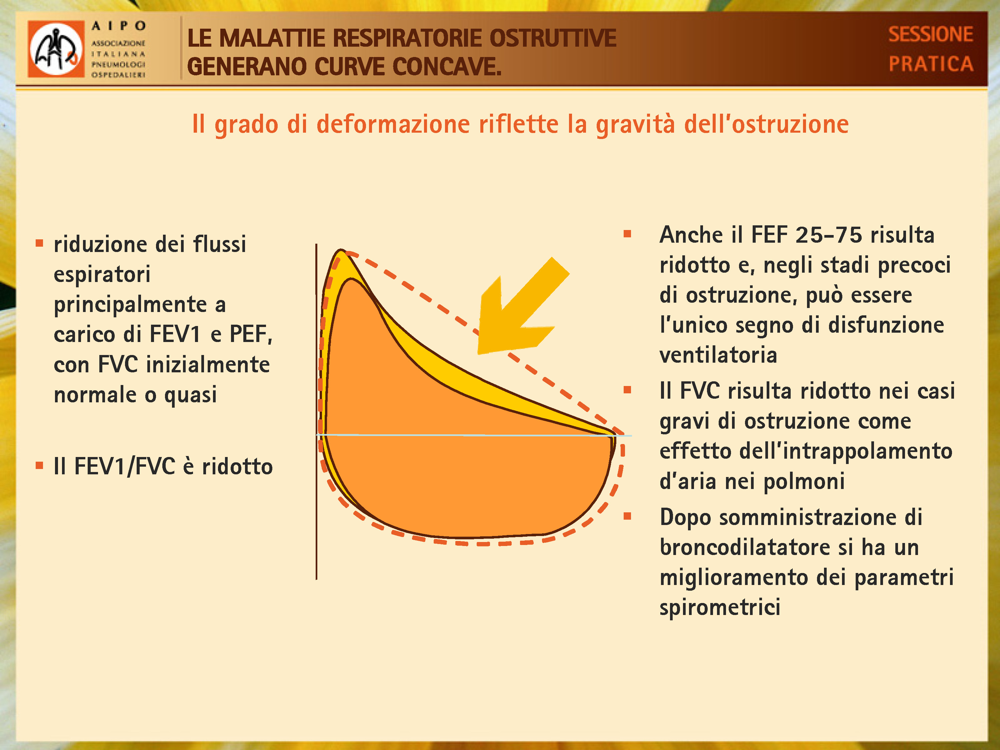 A I P O
ASSOCIAZIONE
ITALIANA
PNEUMOLOGI
OSPEDALIERI
LE MALATTIE RESPIRATORIE OSTRUTTIVE
GENERANO CURVE CONCAVE.
SESSIONE
PRATICA
Il grado di deformazione riflette la gravità dell’ostruzione
▪ riduzione dei flussi
espiratori
principalmente a
carico di FEV1 e PEF,
con FVC inizialmente
normale o quasi
▪ Il FEV1/FVC è ridotto
▪ Anche il FEF 25-75 risulta
ridotto e, negli stadi precoci
di ostruzione, può essere
l’unico segno di disfunzione
ventilatoria
▪ Il FVC risulta ridotto nei casi
gravi di ostruzione come
effetto dell’intrappolamento
d’aria nei polmoni
▪ Dopo somministrazione di
broncodilatatore si ha un
miglioramento dei parametri
spirometrici